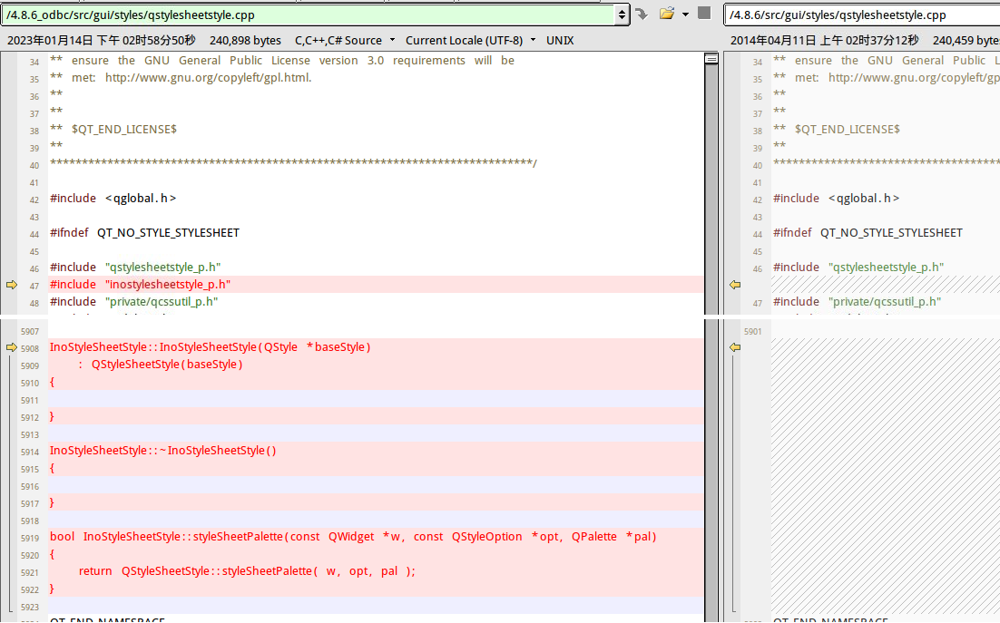 /4.8.6_odbc/src/gui/styles/qstylesheetstyle.cpp
2023年01月14日 下午 02时58分50秒 240,898 bytes C,C++,C# Source Current Locale (UTF-8) UNIX
34 ** ensure the GNU General Public License version 3.0 requirements will be
35 ** met: http://www.gnu.org/copyleft/gpl.html.
36 **
37 **
38 ** $QT_END_LICENSE$
39 **
40 ****************************************************************************/
41
42 #include <qglobal.h>
43
44 #ifndef QT_NO_STYLE_STYLESHEET
45
46 #include "qstylesheetstyle_p.h"
47 #include "inostylesheetstyle_p.h"
48 #include "private/qcssutil_p.h"
5907
5908 InoStyleSheetStyle::InoStyleSheetStyle(QStyle *baseStyle)
5909 : QStyleSheetStyle(baseStyle)
5910 {
5911
5912 }
5913
5914 InoStyleSheetStyle::~InoStyleSheetStyle()
5915 {
5916
5917 }
5918
5919 bool InoStyleSheetStyle::styleSheetPalette(const QWidget *w, const QStyleOption *opt, QPalette *pal)
5920 {
5921 return QStyleSheetStyle::styleSheetPalette( w, opt, pal );
5922 }
5923
QT_END_NAMESPACE
/4.8.6/src/gui/styles/qstylesheetstyle.cpp
2014年04月11日 上午 02时37分12秒 240,459 bytes
34 ** ensure the GNU General Public L
35 ** met: http://www.gnu.org/copyleft/gp
36 **
37 **
38 ** $QT_END_LICENSE$
39 **
40 ************************************
41
42 #include <qglobal.h>
43
44 #ifndef QT_NO_STYLE_STYLESHEET
45
46 #include "qstylesheetstyle_p.h"
47 #include "private/qcssutil_p.h"
5901
QT_END_NAMESPACE